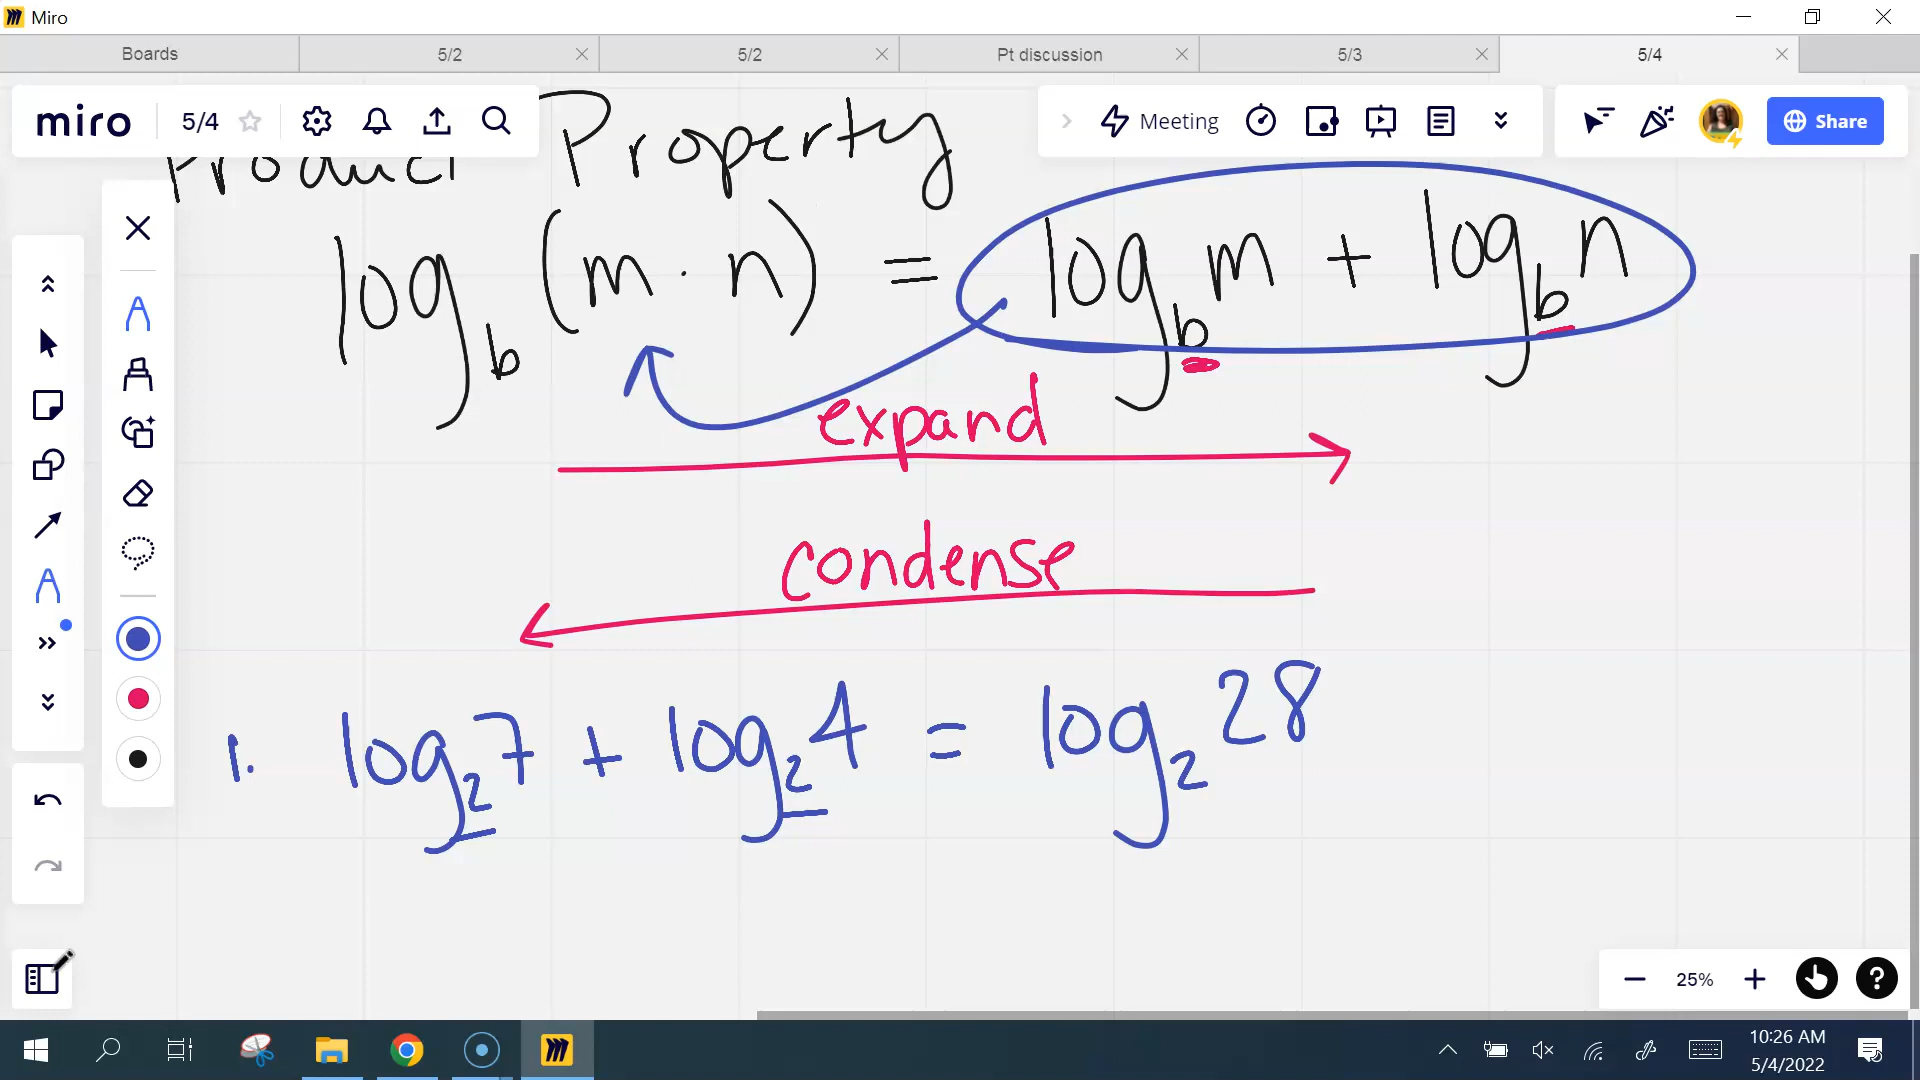 Miro
Boards 5/2 5/2 Pt discussion 5/3 5/4
miro 5/4 Meeting Share
Product Property
log_b (m · n) = log_b m + log_b n
expand
condense
1. log_2 7 + log_2 4 = log_2 28
25%
10:26 AM
5/4/2022